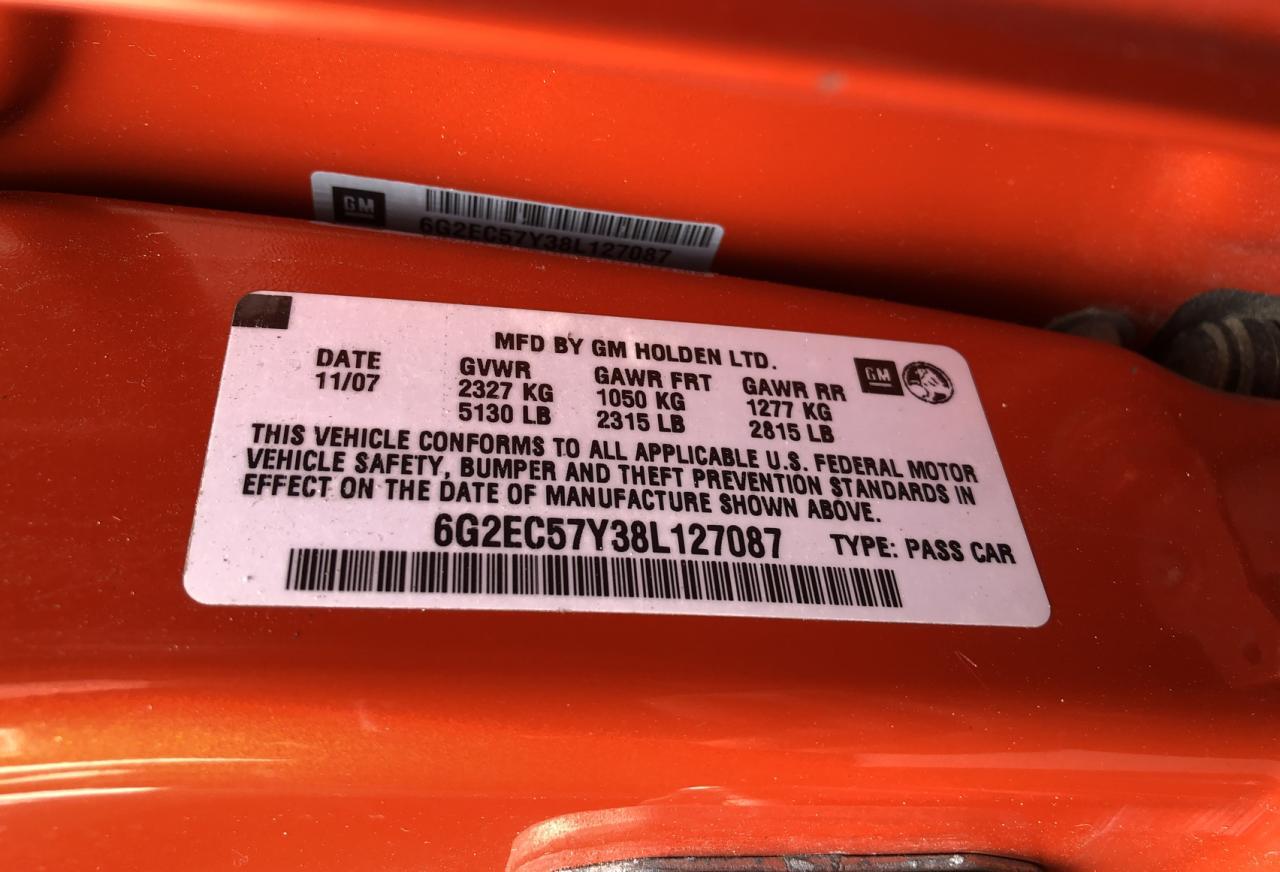 GM
6G2EC57Y38L127087
MFD BY GM HOLDEN LTD.
DATE
11/07
GVWR
2327 KG
5130 LB
GAWR FRT
1050 KG
2315 LB
GAWR RR
1277 KG
2815 LB
GM
THIS VEHICLE CONFORMS TO ALL APPLICABLE U.S. FEDERAL MOTOR
VEHICLE SAFETY, BUMPER AND THEFT PREVENTION STANDARDS IN
EFFECT ON THE DATE OF MANUFACTURE SHOWN ABOVE.
6G2EC57Y38L127087
TYPE: PASS CAR